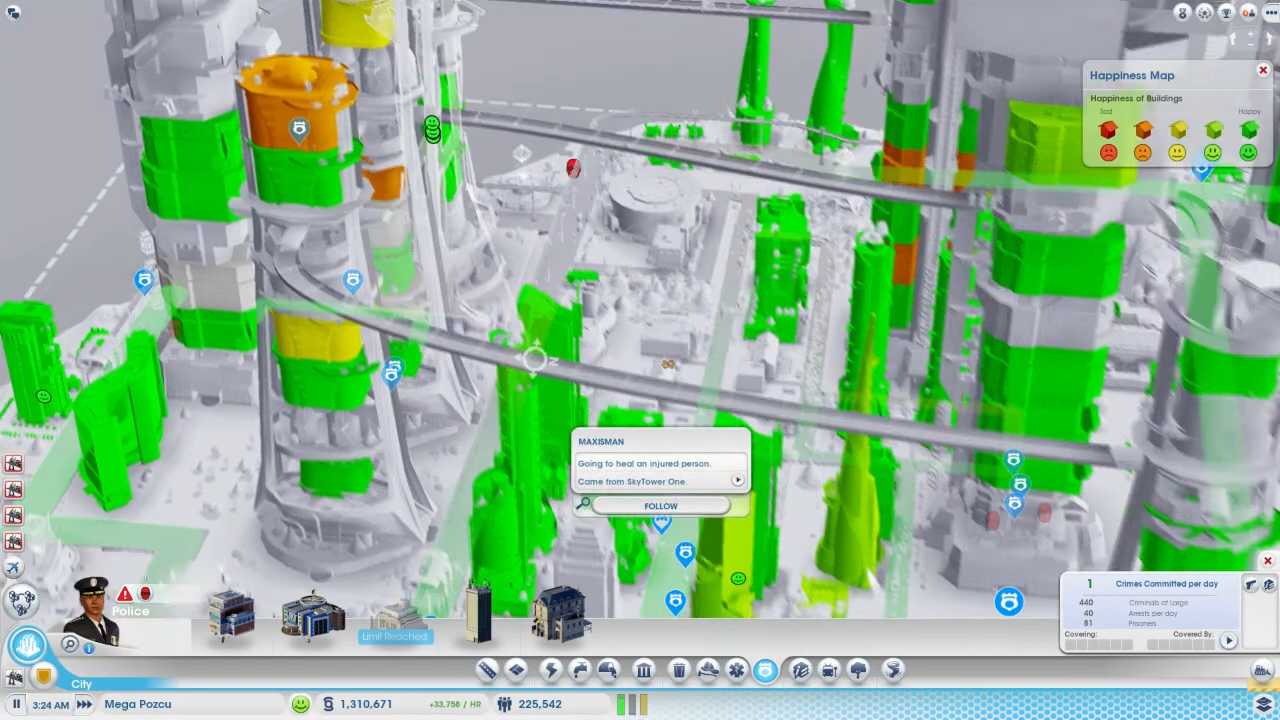 Happiness Map
Happiness of Buildings
Sad
Happy
N
MAXISMAN
Going to heal an injured person.
Came from SkyTower One.
FOLLOW
Police
Limit Reached
1 Crimes Committed per day
440 Criminals at Large
40 Arrests per day
81 Prisoners
Covering:
Covered By:
City
3:24 AM
Mega Pozcu
1,310,671
+33,758 / HR
225,542